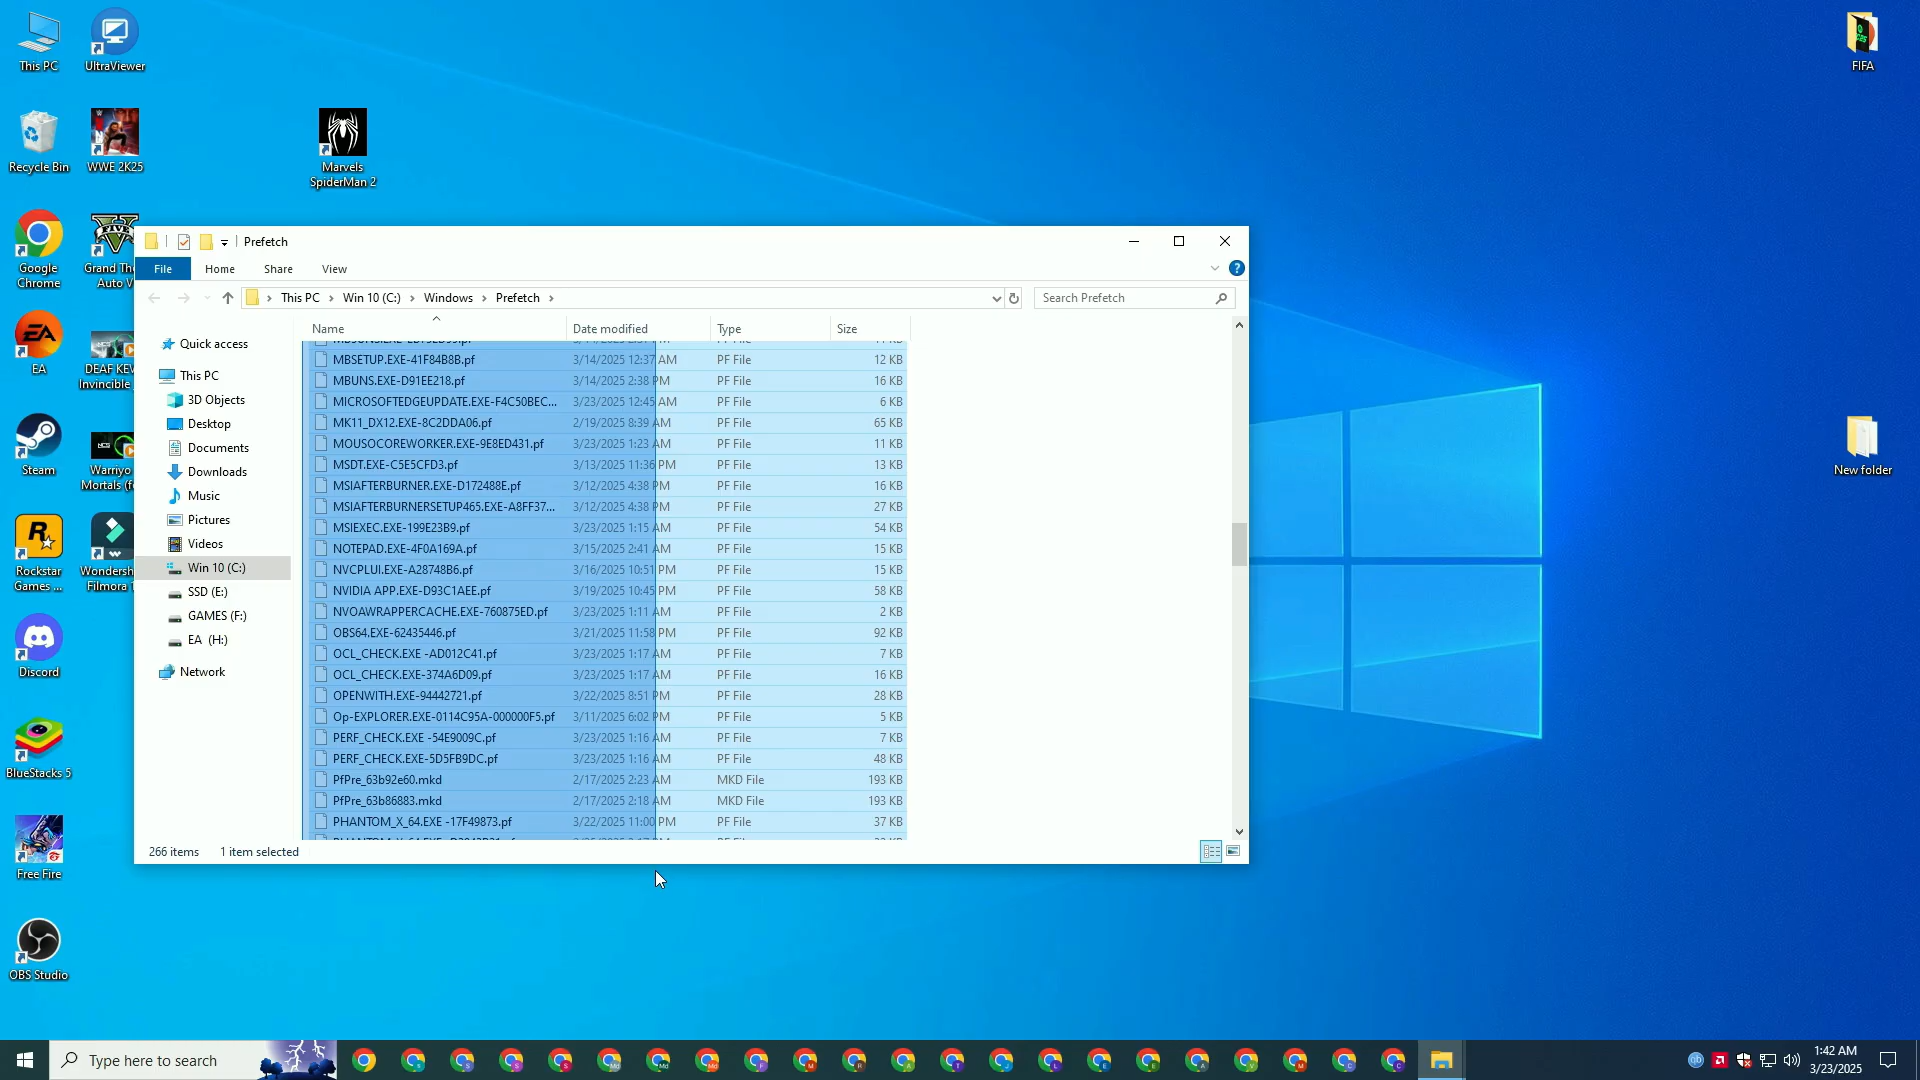 This PC
UltraViewer
FIFA
Recycle Bin
WWE 2K25
Marvels
SpiderMan 2
Google
Chrome
Grand The
Auto V
EA
DEAF KEV
Invincible
Steam
Warriyo
Mortals (f
Rockstar
Games ...
Wondersh
Filmora
Discord
BlueStacks 5
Free Fire
OBS Studio
New folder
Prefetch
File Home Share View
This PC › Win 10 (C:) › Windows › Prefetch ›
Search Prefetch
Quick access
This PC
3D Objects
Desktop
Documents
Downloads
Music
Pictures
Videos
Win 10 (C:)
SSD (E:)
GAMES (F:)
EA (H:)
Network
Name Date modified Type Size
MBSETUP.EXE-41F84B8B.pf 3/14/2025 12:37 AM PF File 12 KB
MBUNS.EXE-D91EE218.pf 3/14/2025 2:38 PM PF File 16 KB
MICROSOFTEDGEUPDATE.EXE-F4C50BEC... 3/23/2025 12:45 AM PF File 6 KB
MK11_DX12.EXE-8C2DDA06.pf 2/19/2025 8:39 AM PF File 65 KB
MOUSOCOREWORKER.EXE-9E8ED431.pf 3/23/2025 1:23 AM PF File 11 KB
MSDT.EXE-C5E5CFD3.pf 3/13/2025 11:36 PM PF File 13 KB
MSIAFTERBURNER.EXE-D172488E.pf 3/12/2025 4:38 PM PF File 16 KB
MSIAFTERBURNERSETUP465.EXE-A8FF37... 3/12/2025 4:38 PM PF File 27 KB
MSIEXEC.EXE-199E23B9.pf 3/23/2025 1:15 AM PF File 54 KB
NOTEPAD.EXE-4F0A169A.pf 3/15/2025 2:41 AM PF File 15 KB
NVCPLUI.EXE-A28748B6.pf 3/16/2025 10:51 PM PF File 15 KB
NVIDIA APP.EXE-D93C1AEE.pf 3/19/2025 10:45 PM PF File 58 KB
NVOAWRAPPERCACHE.EXE-760875ED.pf 3/23/2025 1:11 AM PF File 2 KB
OBS64.EXE-62435446.pf 3/21/2025 11:58 PM PF File 92 KB
OCL_CHECK.EXE -AD012C41.pf 3/23/2025 1:17 AM PF File 7 KB
OCL_CHECK.EXE-374A6D09.pf 3/23/2025 1:17 AM PF File 16 KB
OPENWITH.EXE-94442721.pf 3/22/2025 8:51 PM PF File 28 KB
Op-EXPLORER.EXE-0114C95A-000000F5.pf 3/11/2025 6:02 PM PF File 5 KB
PERF_CHECK.EXE -54E9009C.pf 3/23/2025 1:16 AM PF File 7 KB
PERF_CHECK.EXE-5D5FB9DC.pf 3/23/2025 1:16 AM PF File 48 KB
PfPre_63b92e60.mkd 2/17/2025 2:23 AM MKD File 193 KB
PfPre_63b86883.mkd 2/17/2025 2:18 AM MKD File 193 KB
PHANTOM_X_64.EXE -17F49873.pf 3/22/2025 11:00 PM PF File 37 KB
266 items 1 item selected
Type here to search
1:42 AM
3/23/2025